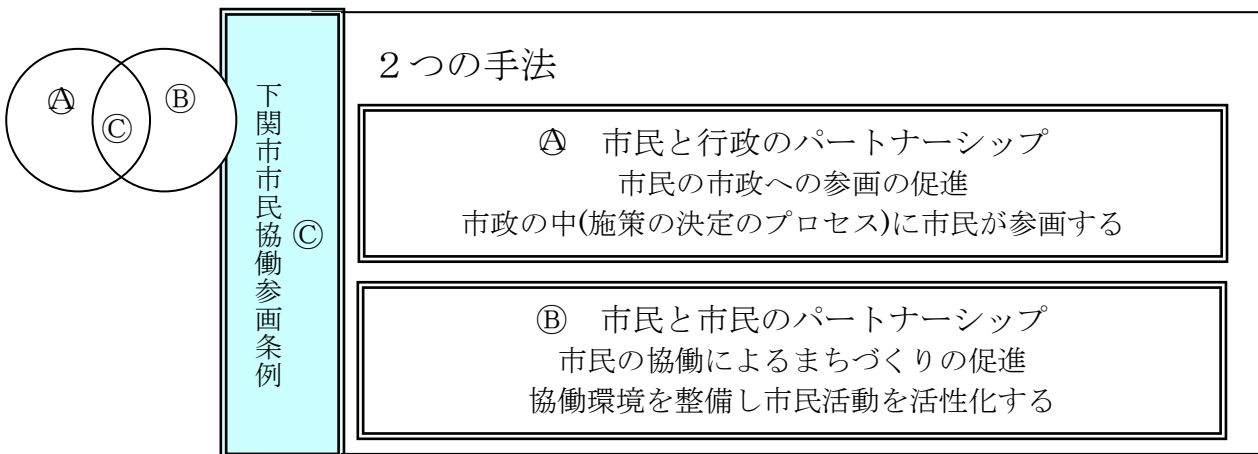 Ⓐ
Ⓑ
Ⓒ
下関市市民協働参画条例
Ⓒ
２つの手法
Ⓐ　市民と行政のパートナーシップ
市民の市政への参画の促進
市政の中(施策の決定のプロセス)に市民が参画する
Ⓑ　市民と市民のパートナーシップ
市民の協働によるまちづくりの促進
協働環境を整備し市民活動を活性化する